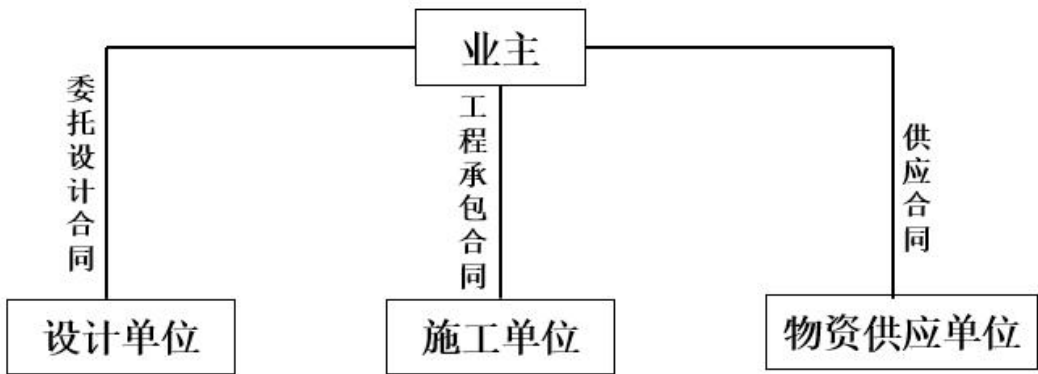 业主
委托设计合同
工程承包合同
供应合同
设计单位
施工单位
物资供应单位